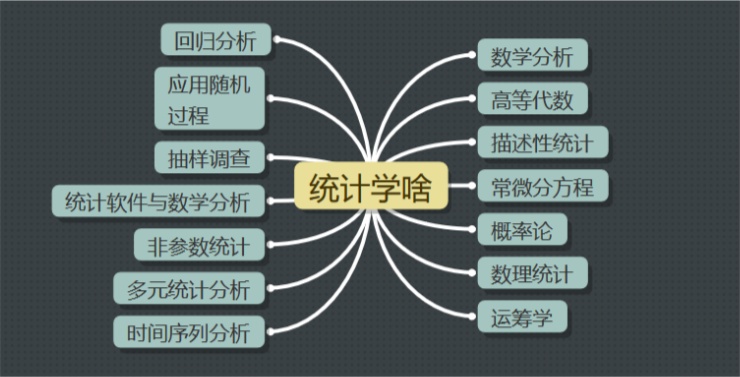 统计学啥
回归分析
应用随机
过程
抽样调查
统计软件与数学分析
非参数统计
多元统计分析
时间序列分析
数学分析
高等代数
描述性统计
常微分方程
概率论
数理统计
运筹学